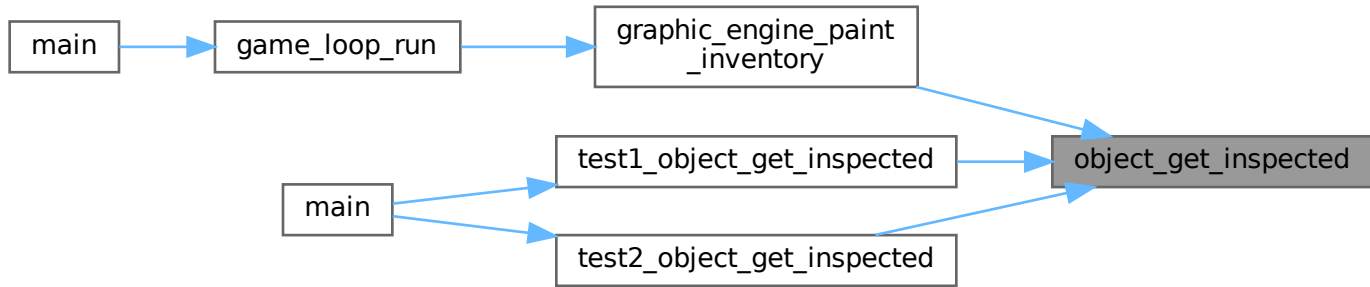 main
game_loop_run
graphic_engine_paint
_inventory
object_get_inspected
test1_object_get_inspected
main
test2_object_get_inspected